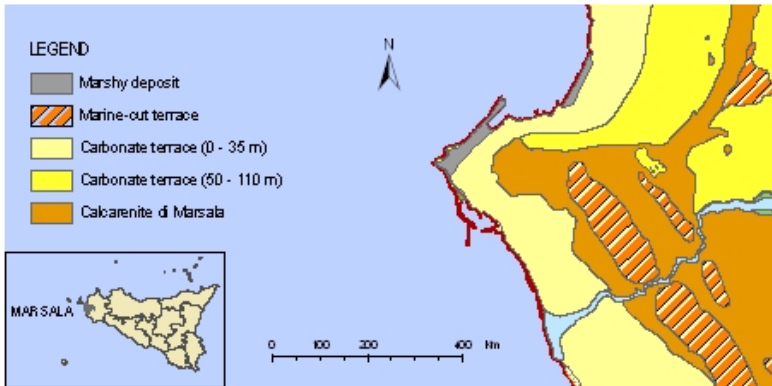 LEGEND
Marshy deposit
Marine-cut terrace
Carbonate terrace (0 - 35 m)
Carbonate terrace (50 - 110 m)
Calcarenite di Marsala
N
MARSALA
0 100 200 400 Nm